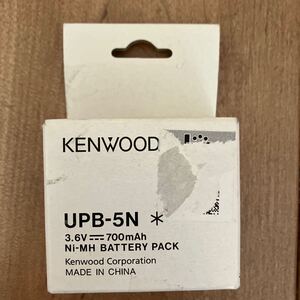 KENWOOD
UPB-5N *
3.6V ⎓ 700mAh
Ni-MH BATTERY PACK
Kenwood Corporation
MADE IN CHINA